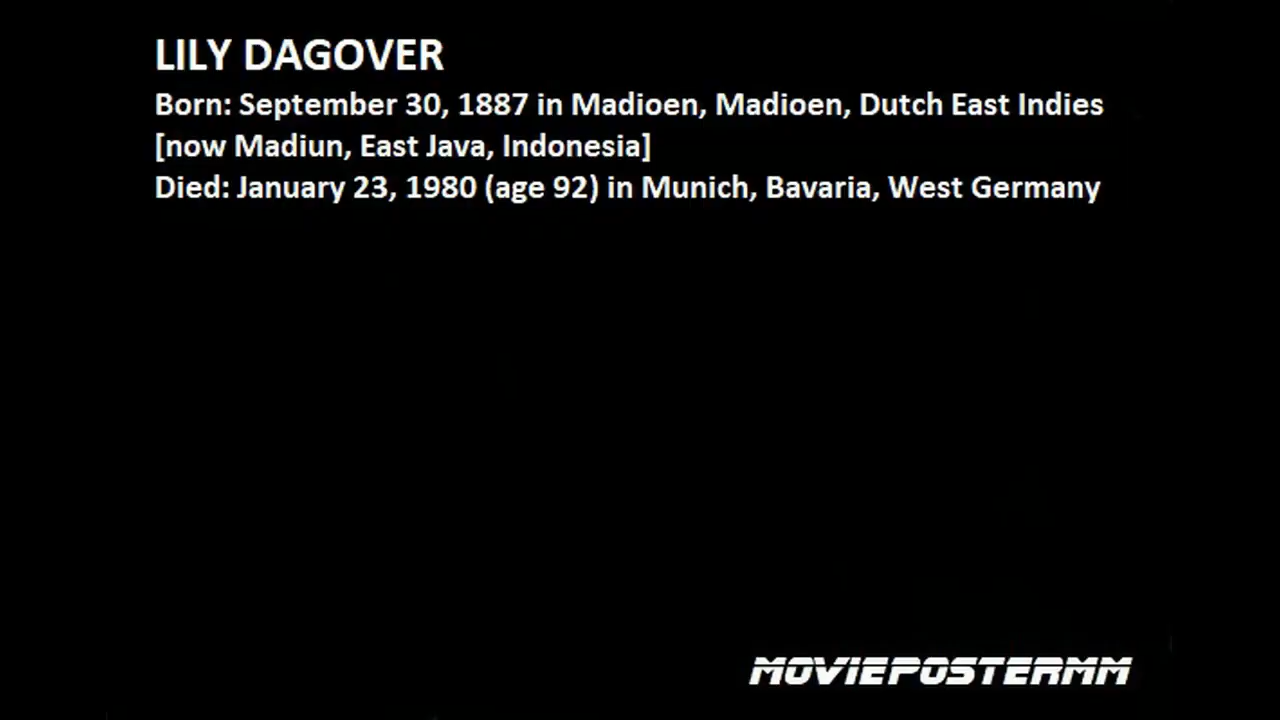 LILY DAGOVER
Born: September 30, 1887 in Madioen, Madioen, Dutch East Indies
[now Madiun, East Java, Indonesia]
Died: January 23, 1980 (age 92) in Munich, Bavaria, West Germany
MOVIEPOSTERMM